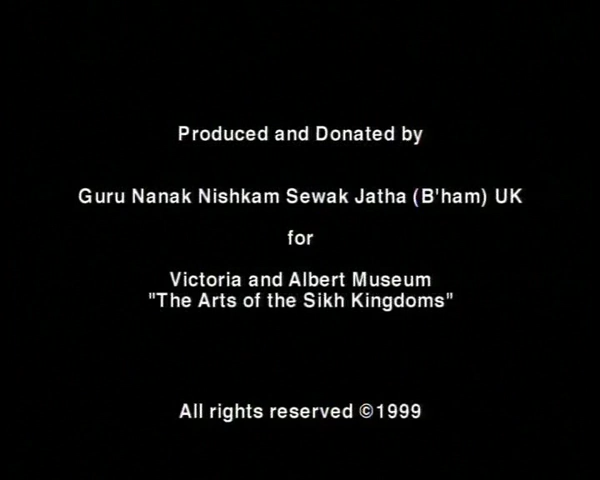 Produced and Donated by
Guru Nanak Nishkam Sewak Jatha (B'ham) UK
for
Victoria and Albert Museum
"The Arts of the Sikh Kingdoms"
All rights reserved ©1999